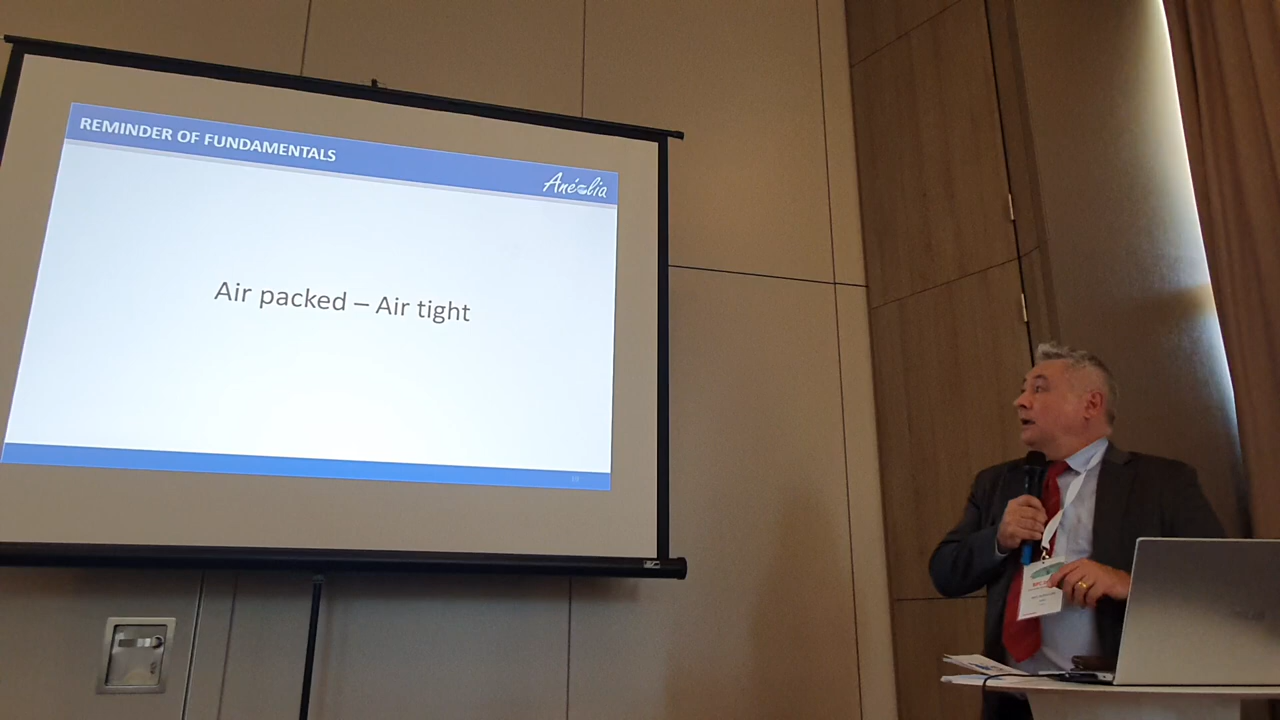 REMINDER OF FUNDAMENTALS
Anéolia
Air packed – Air tight